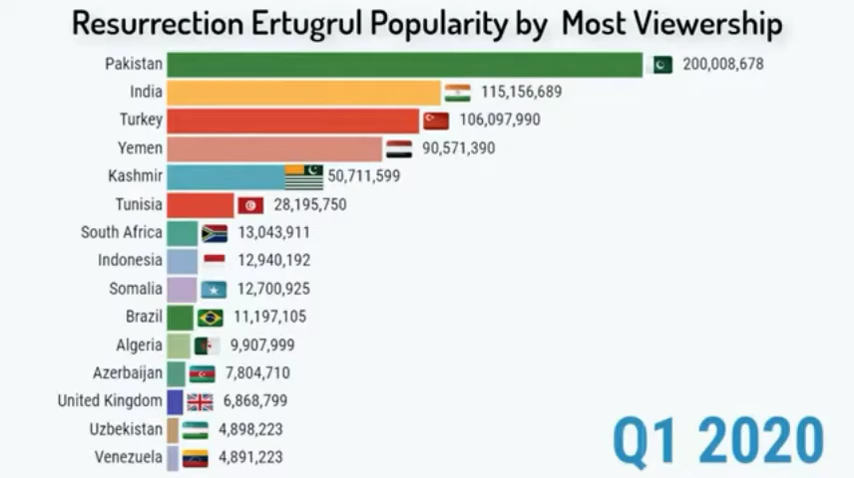 Resurrection Ertugrul Popularity by Most Viewership
Pakistan 200,008,678
India 115,156,689
Turkey 106,097,990
Yemen 90,571,390
Kashmir 50,711,599
Tunisia 28,195,750
South Africa 13,043,911
Indonesia 12,940,192
Somalia 12,700,925
Brazil 11,197,105
Algeria 9,907,999
Azerbaijan 7,804,710
United Kingdom 6,868,799
Uzbekistan 4,898,223
Venezuela 4,891,223
Q1 2020